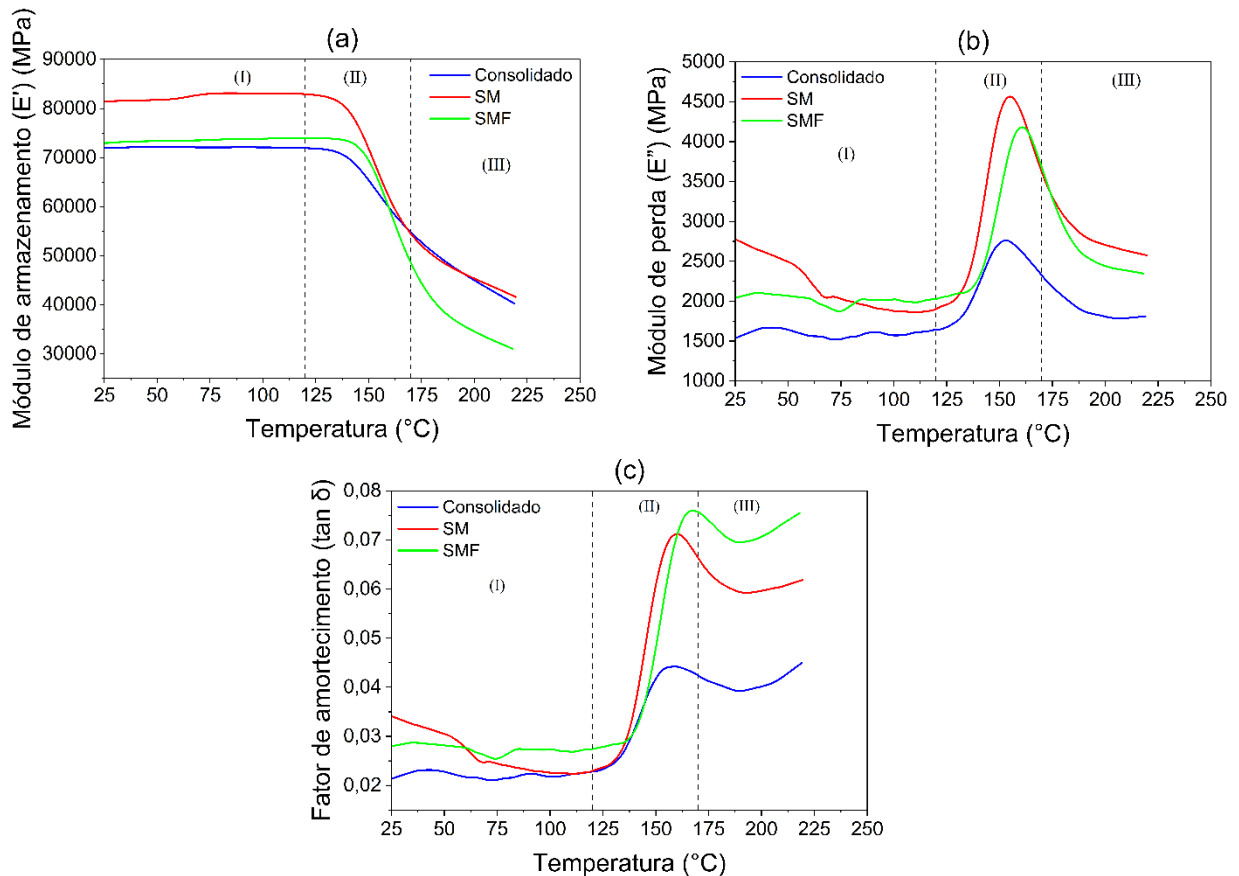 (a)
Módulo de armazenamento (E') (MPa)
90000
80000
70000
60000
50000
40000
30000
(I)
(II)
(III)
Consolidado
SM
SMF
25 50 75 100 125 150 175 200 225 250
Temperatura (°C)
(b)
Módulo de perda (E”) (MPa)
5000
4500
4000
3500
3000
2500
2000
1500
1000
Consolidado
SM
SMF
(I)
(II)
(III)
25 50 75 100 125 150 175 200 225 250
Temperatura (°C)
(c)
Fator de amortecimento (tan δ)
0,08
0,07
0,06
0,05
0,04
0,03
0,02
Consolidado
SM
SMF
(I)
(II)
(III)
25 50 75 100 125 150 175 200 225 250
Temperatura (°C)